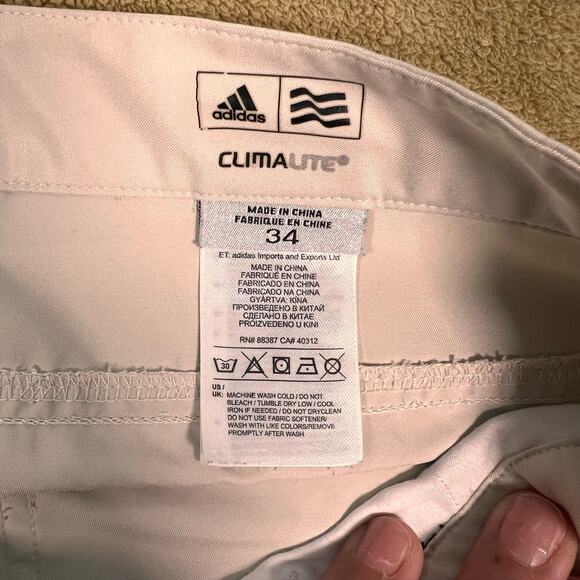 adidas
CLIMALITE®
MADE IN CHINA
FABRIQUE EN CHINE
34
ET: adidas Imports and Exports Ltd
MADE IN CHINA
FABRIQUÉ EN CHINE
FABRICADO EN CHINA
FABRICADO NA CHINA
GYÁRTVA: KÍNA
ПРОИЗВЕДЕНО В КИТАЙ
СДЕЛАНО В КИТАЕ
PROIZVEDENO U KINI
RN# 88387 CA# 40312
30
US /
UK: MACHINE WASH COLD / DO NOT
BLEACH / TUMBLE DRY LOW / COOL
IRON IF NEEDED / DO NOT DRYCLEAN
DO NOT USE FABRIC SOFTENER/
WASH WITH LIKE COLORS/REMOVE
PROMPTLY AFTER WASH